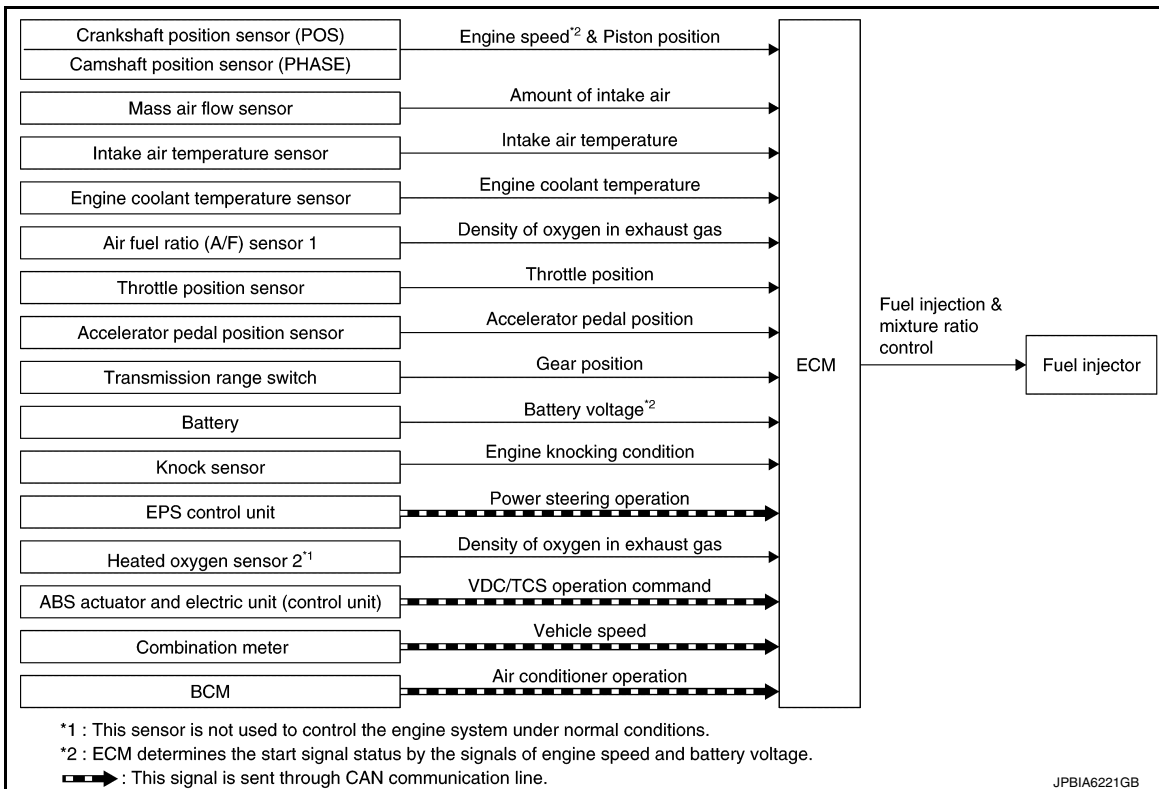 Crankshaft position sensor (POS)
Engine speed*2 & Piston position
Camshaft position sensor (PHASE)
Mass air flow sensor
Amount of intake air
Intake air temperature sensor
Intake air temperature
Engine coolant temperature sensor
Engine coolant temperature
Air fuel ratio (A/F) sensor 1
Density of oxygen in exhaust gas
Throttle position sensor
Throttle position
Accelerator pedal position sensor
Accelerator pedal position
Transmission range switch
Gear position
Battery
Battery voltage*2
Knock sensor
Engine knocking condition
EPS control unit
Power steering operation
Heated oxygen sensor 2*1
Density of oxygen in exhaust gas
ABS actuator and electric unit (control unit)
VDC/TCS operation command
Combination meter
Vehicle speed
BCM
Air conditioner operation
ECM
Fuel injection &
mixture ratio
control
Fuel injector
*1 : This sensor is not used to control the engine system under normal conditions.
*2 : ECM determines the start signal status by the signals of engine speed and battery voltage.
: This signal is sent through CAN communication line.
JPBIA6221GB